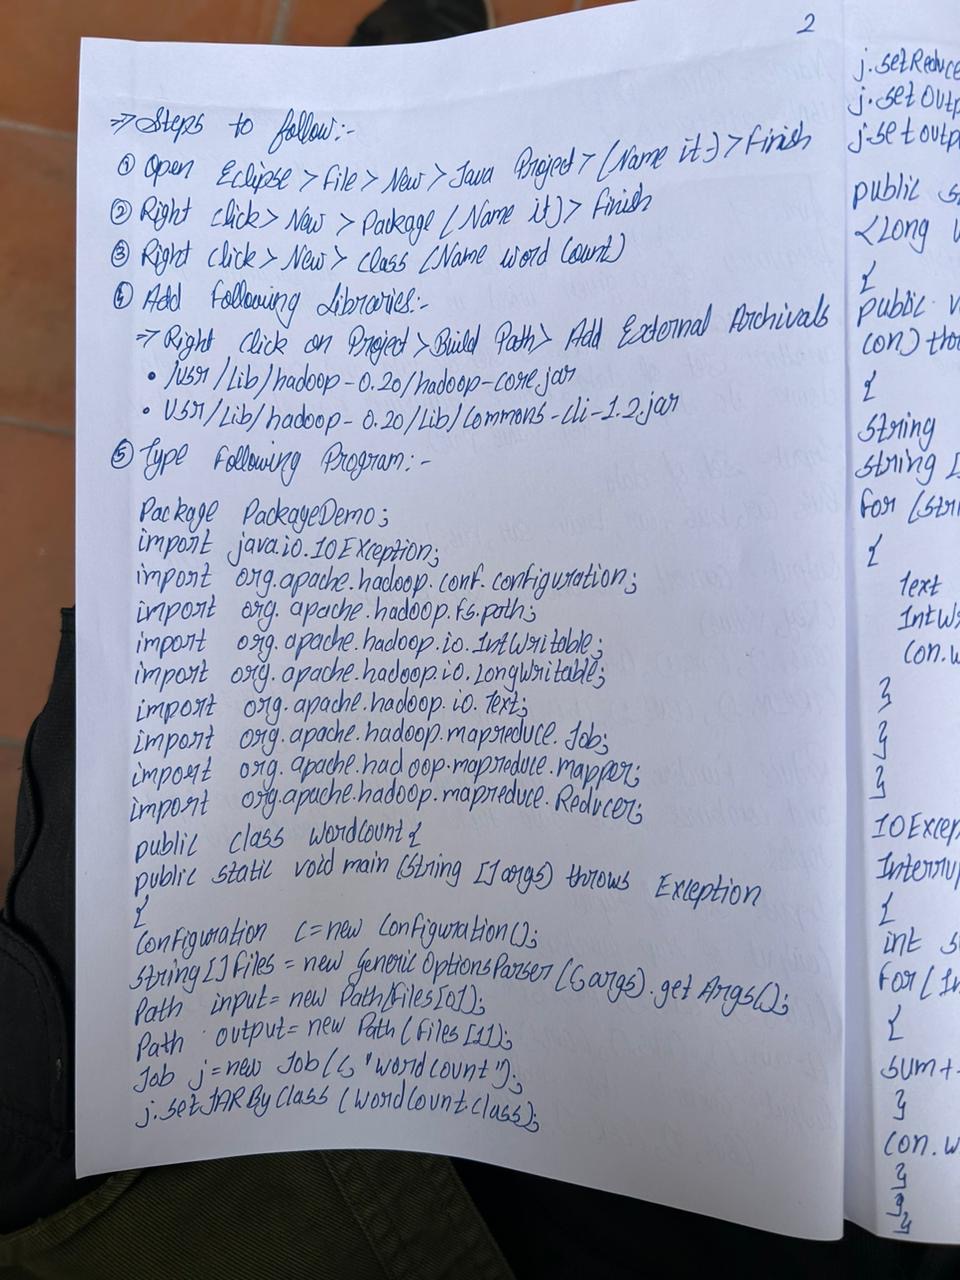 2
=> Steps to follow:-
① Open Eclipse > File > New > Java Project > (Name it) > Finish
② Right click > New > Package (Name it) > Finish
③ Right click > New > class (Name word Count)
④ Add Following Libraries:-
=> Right click on Project > Build Path > Add External Archivals
• /usr/Lib/hadoop-0.20/hadoop-core.jar
• Usr/Lib/hadoop-0.20/Lib/Commons-cli-1.2.jar
⑤ Type Following Program:-
Package PackageDemo;
import java.io.IOException;
import org.apache.hadoop.conf.configuration;
import org.apache.hadoop.fs.path;
import org.apache.hadoop.io.IntWritable;
import org.apache.hadoop.io.LongWritable;
import org.apache.hadoop.io.Text;
import org.apache.hadoop.mapreduce.Job;
import org.apache.hadoop.mapreduce.mapper;
import org.apache.hadoop.mapreduce.Reducer;
public class wordCount{
public static void main (String []args) throws Exception
{
Configuration c=new Configuration();
String[]Files = new Generic OptionsParser(c,args).get Args();
Path input= new Path(Files[0]);
Path output= new Path(Files[1]);
Job j=new Job(c, "wordcount");
j.setJARByClass (wordCount.class);
j.setReduce
j.setOutp
j.setoutp
public s
<Long W
{
public v
con) thro
{
String
String [
For (Stri
{
Text
IntWr
con.w
}
}
}
IOExcep
Interrup
{
int s
For(In
{
sum+
}
con.w
}
}
}